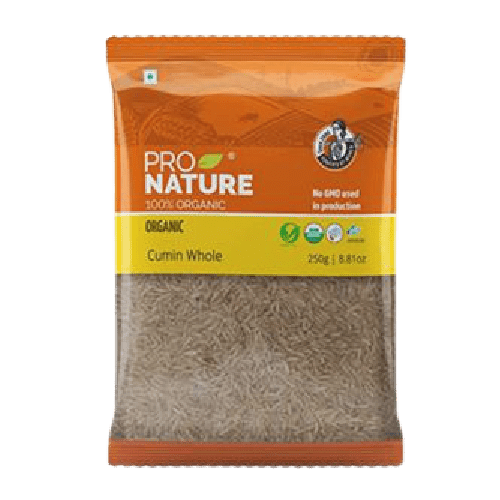 PRO ®
NATURE
100% ORGANIC
No GMO used
in production
ORGANIC
Cumin Whole
250g | 8.81oz